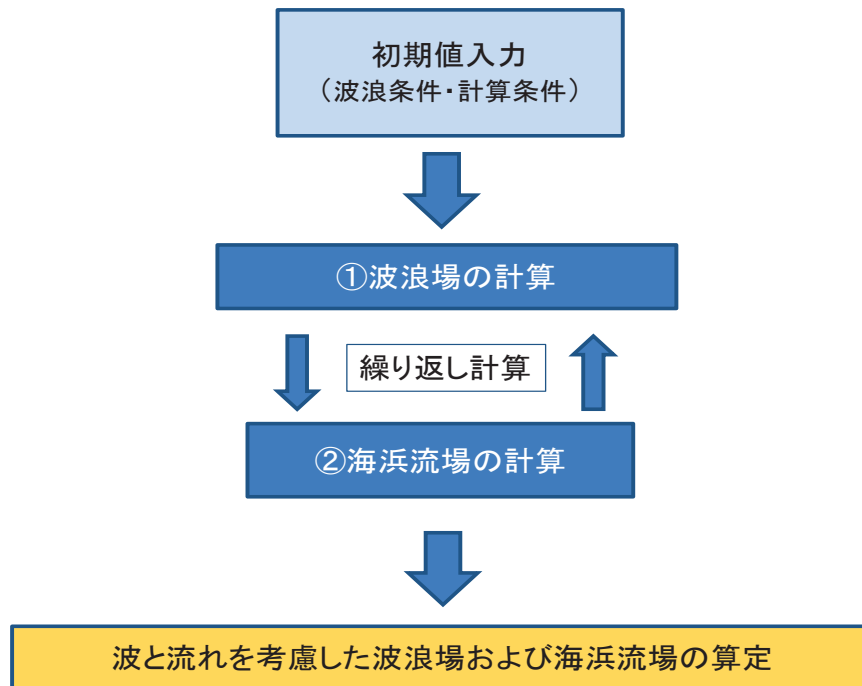 初期値入力
（波浪条件・計算条件）
①波浪場の計算
繰り返し計算
②海浜流場の計算
波と流れを考慮した波浪場および海浜流場の算定